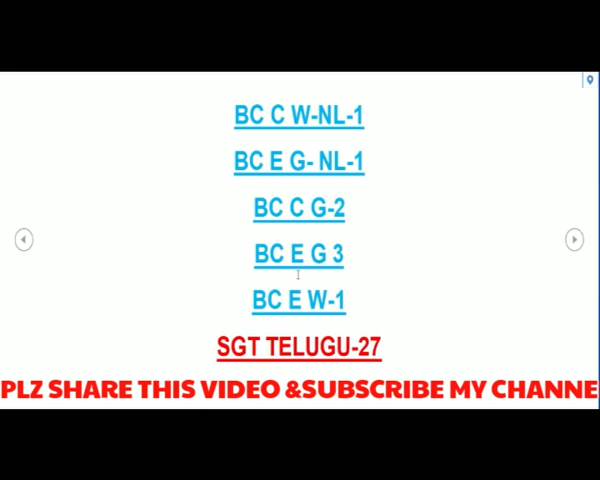 BC C W-NL-1
BC E G- NL-1
BC C G-2
BC E G 3
BC E W-1
SGT TELUGU-27
PLZ SHARE THIS VIDEO &SUBSCRIBE MY CHANNE